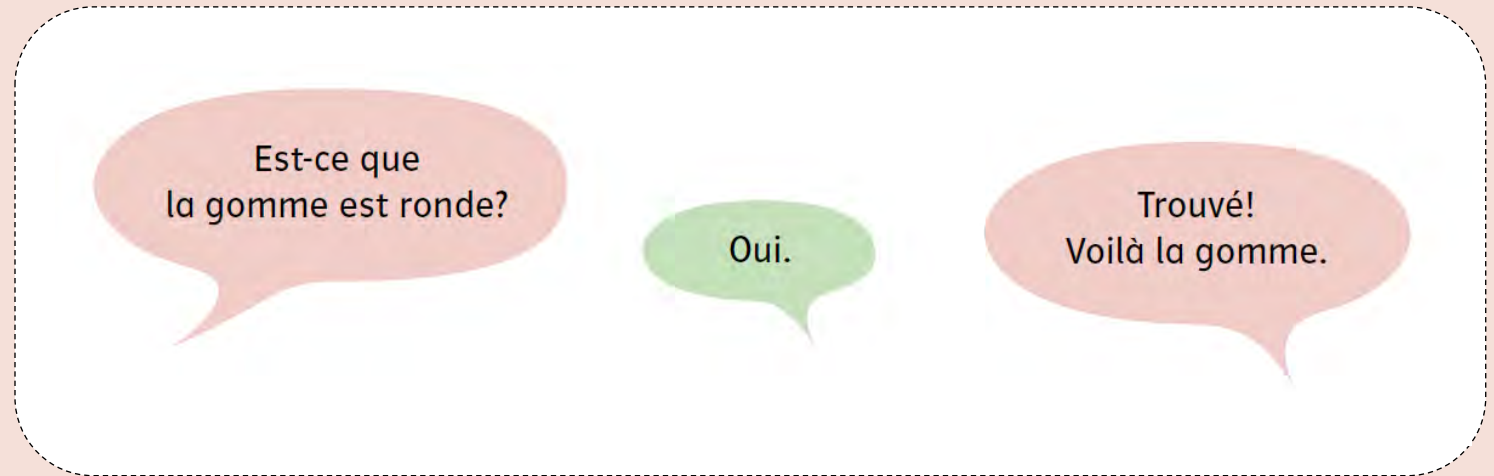 Est-ce que
la gomme est ronde?
Oui.
Trouvé!
Voilà la gomme.